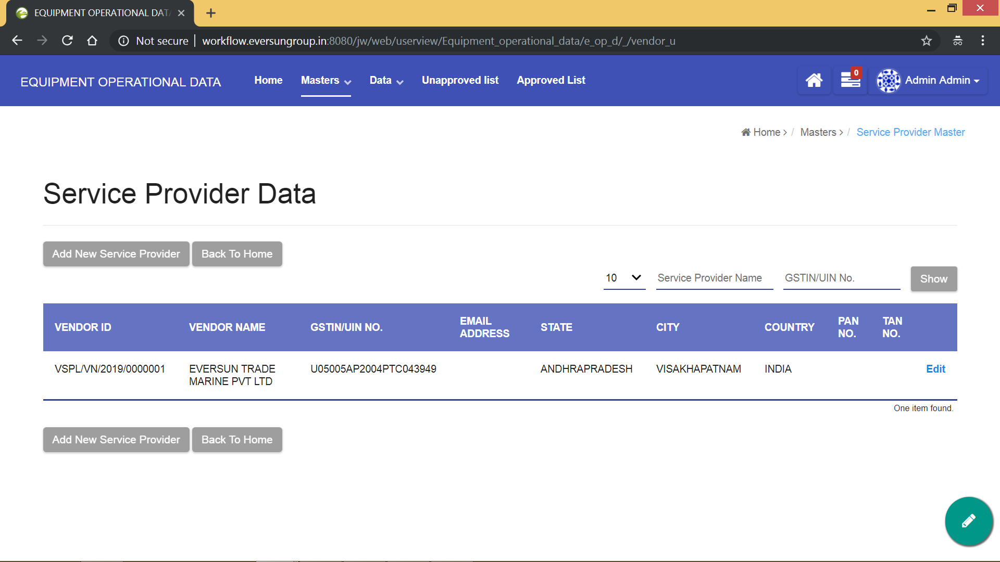 EQUIPMENT OPERATIONAL DAT
Not secure
workflow.eversungroup.in:8080/jw/web/userview/Equipment_operational_data/e_op_d/_/vendor_u
EQUIPMENT OPERATIONAL DATA
Home
Masters
Data
Unapproved list
Approved List
0
Admin Admin
Home > / Masters > / Service Provider Master
Service Provider Data
Add New Service Provider
Back To Home
10
Service Provider Name
GSTIN/UIN No.
Show
VENDOR ID
VENDOR NAME
GSTIN/UIN NO.
EMAIL
ADDRESS
STATE
CITY
COUNTRY
PAN
NO.
TAN
NO.
VSPL/VN/2019/0000001
EVERSUN TRADE
MARINE PVT LTD
U05005AP2004PTC043949
ANDHRAPRADESH
VISAKHAPATNAM
INDIA
Edit
One item found.
Add New Service Provider
Back To Home